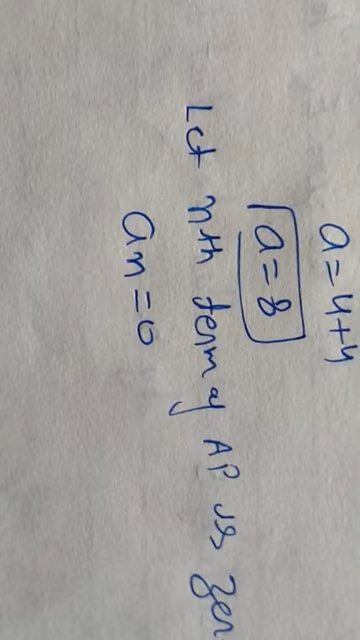 a = 4+4
a = 8
Let nth term of AP is zer
an = 0